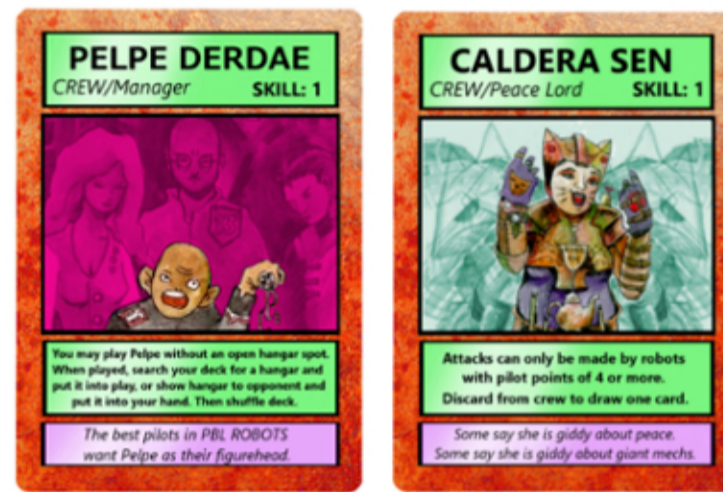 PELPE DERDAE
CREW/Manager SKILL: 1
You may play Pelpe without an open hangar spot.
When played, search your deck for a hangar and
put it into play, or show hangar to opponent and
put it into your hand. Then shuffle deck.
The best pilots in PBL ROBOTS
want Pelpe as their figurehead.
CALDERA SEN
CREW/Peace Lord SKILL: 1
Attacks can only be made by robots
with pilot points of 4 or more.
Discard from crew to draw one card.
Some say she is giddy about peace.
Some say she is giddy about giant mechs.